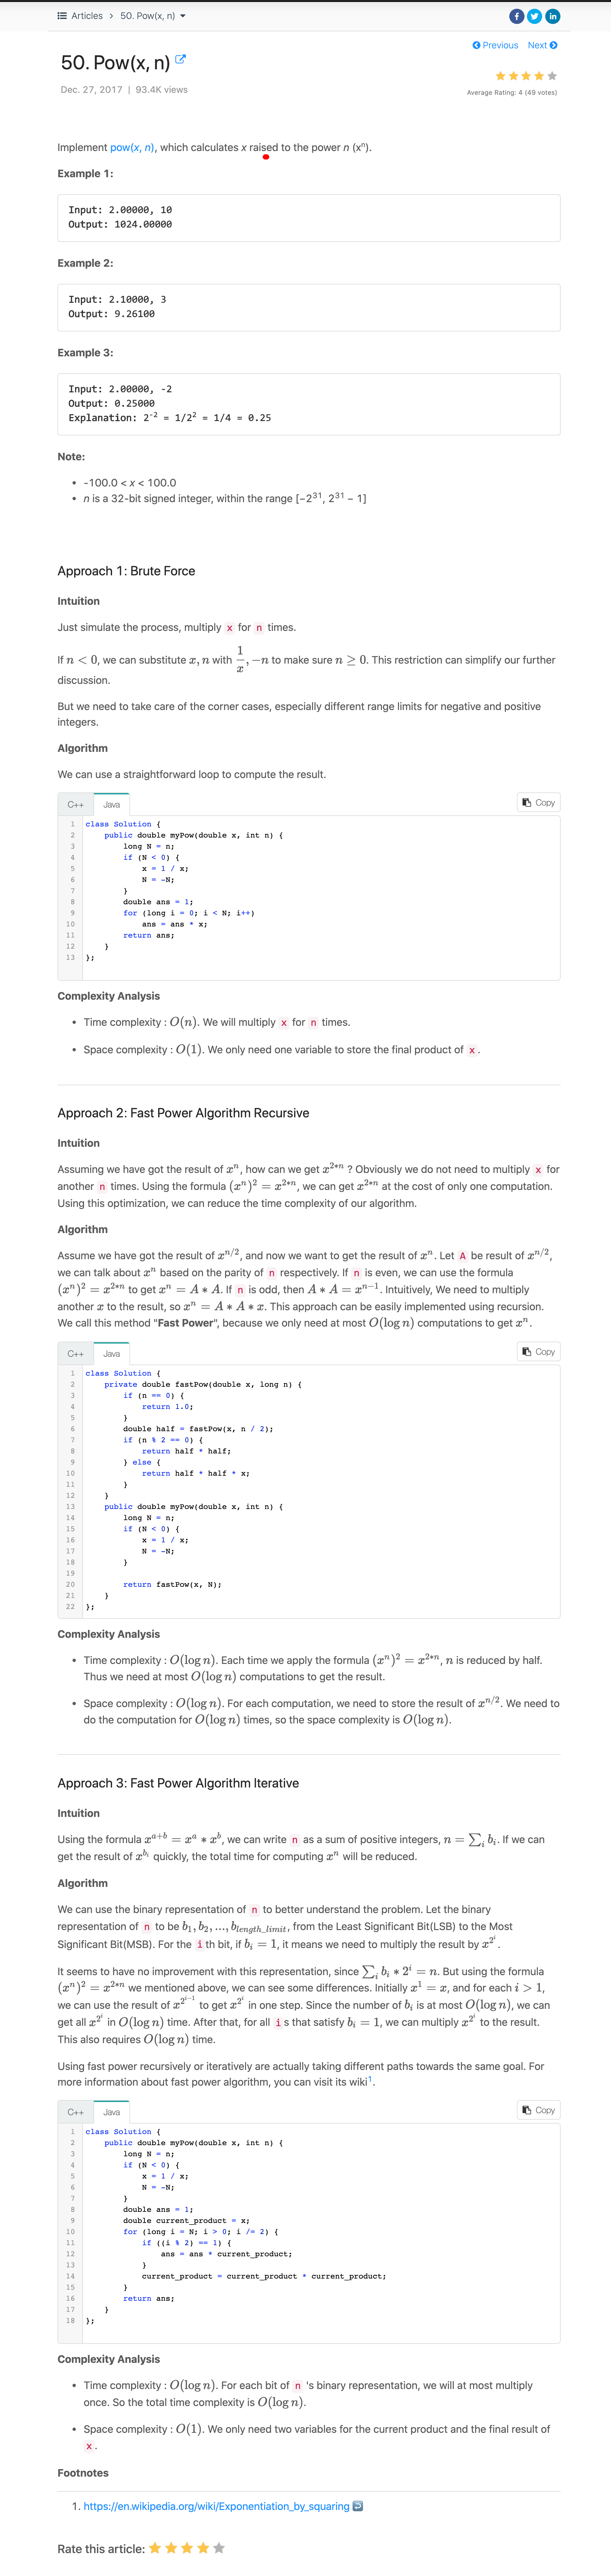 Articles > 50. Pow(x, n)
Previous Next
50. Pow(x, n)
Dec. 27, 2017 | 93.4K views
Average Rating: 4 (49 votes)
Implement pow(x, n), which calculates x raised to the power n (xⁿ).
Example 1:
Input: 2.00000, 10
Output: 1024.00000
Example 2:
Input: 2.10000, 3
Output: 9.26100
Example 3:
Input: 2.00000, -2
Output: 0.25000
Explanation: 2⁻² = 1/2² = 1/4 = 0.25
Note:
• -100.0 < x < 100.0
• n is a 32-bit signed integer, within the range [−2³¹, 2³¹ − 1]
Approach 1: Brute Force
Intuition
Just simulate the process, multiply x for n times.
If n < 0, we can substitute x, n with 1/x, −n to make sure n ≥ 0. This restriction can simplify our further
discussion.
But we need to take care of the corner cases, especially different range limits for negative and positive
integers.
Algorithm
We can use a straightforward loop to compute the result.
C++ Java Copy
1 class Solution {
2     public double myPow(double x, int n) {
3         long N = n;
4         if (N < 0) {
5             x = 1 / x;
6             N = -N;
7         }
8         double ans = 1;
9         for (long i = 0; i < N; i++)
10             ans = ans * x;
11         return ans;
12     }
13 };
Complexity Analysis
• Time complexity : O(n). We will multiply x for n times.
• Space complexity : O(1). We only need one variable to store the final product of x .
Approach 2: Fast Power Algorithm Recursive
Intuition
Assuming we have got the result of xⁿ, how can we get x^{2*n} ? Obviously we do not need to multiply x for
another n times. Using the formula (xⁿ)² = x^{2*n}, we can get x^{2*n} at the cost of only one computation.
Using this optimization, we can reduce the time complexity of our algorithm.
Algorithm
Assume we have got the result of x^{n/2}, and now we want to get the result of xⁿ. Let A be result of x^{n/2},
we can talk about xⁿ based on the parity of n respectively. If n is even, we can use the formula
(xⁿ)² = x^{2*n} to get xⁿ = A * A. If n is odd, then A * A = x^{n−1}. Intuitively, We need to multiply
another x to the result, so xⁿ = A * A * x. This approach can be easily implemented using recursion.
We call this method "Fast Power", because we only need at most O(log n) computations to get xⁿ.
C++ Java Copy
1 class Solution {
2     private double fastPow(double x, long n) {
3         if (n == 0) {
4             return 1.0;
5         }
6         double half = fastPow(x, n / 2);
7         if (n % 2 == 0) {
8             return half * half;
9         } else {
10             return half * half * x;
11         }
12     }
13     public double myPow(double x, int n) {
14         long N = n;
15         if (N < 0) {
16             x = 1 / x;
17             N = -N;
18         }
19
20         return fastPow(x, N);
21     }
22 };
Complexity Analysis
• Time complexity : O(log n). Each time we apply the formula (xⁿ)² = x^{2*n}, n is reduced by half.
Thus we need at most O(log n) computations to get the result.
• Space complexity : O(log n). For each computation, we need to store the result of x^{n/2}. We need to
do the computation for O(log n) times, so the space complexity is O(log n).
Approach 3: Fast Power Algorithm Iterative
Intuition
Using the formula x^{a+b} = x^a * x^b, we can write n as a sum of positive integers, n = ∑_i b_i. If we can
get the result of x^{b_i} quickly, the total time for computing xⁿ will be reduced.
Algorithm
We can use the binary representation of n to better understand the problem. Let the binary
representation of n to be b_1, b_2, ..., b_{length_limit}, from the Least Significant Bit(LSB) to the Most
Significant Bit(MSB). For the i th bit, if b_i = 1, it means we need to multiply the result by x^{2^i}.
It seems to have no improvement with this representation, since ∑_i b_i * 2^i = n. But using the formula
(xⁿ)² = x^{2*n} we mentioned above, we can see some differences. Initially x¹ = x, and for each i > 1,
we can use the result of x^{2^{i−1}} to get x^{2^i} in one step. Since the number of b_i is at most O(log n), we can
get all x^{2^i} in O(log n) time. After that, for all i s that satisfy b_i = 1, we can multiply x^{2^i} to the result.
This also requires O(log n) time.
Using fast power recursively or iteratively are actually taking different paths towards the same goal. For
more information about fast power algorithm, you can visit its wiki¹.
C++ Java Copy
1 class Solution {
2     public double myPow(double x, int n) {
3         long N = n;
4         if (N < 0) {
5             x = 1 / x;
6             N = -N;
7         }
8         double ans = 1;
9         double current_product = x;
10         for (long i = N; i > 0; i /= 2) {
11             if ((i % 2) == 1) {
12                 ans = ans * current_product;
13             }
14             current_product = current_product * current_product;
15         }
16         return ans;
17     }
18 };
Complexity Analysis
• Time complexity : O(log n). For each bit of n 's binary representation, we will at most multiply
once. So the total time complexity is O(log n).
• Space complexity : O(1). We only need two variables for the current product and the final result of
x .
Footnotes
1. https://en.wikipedia.org/wiki/Exponentiation_by_squaring ↩
Rate this article: